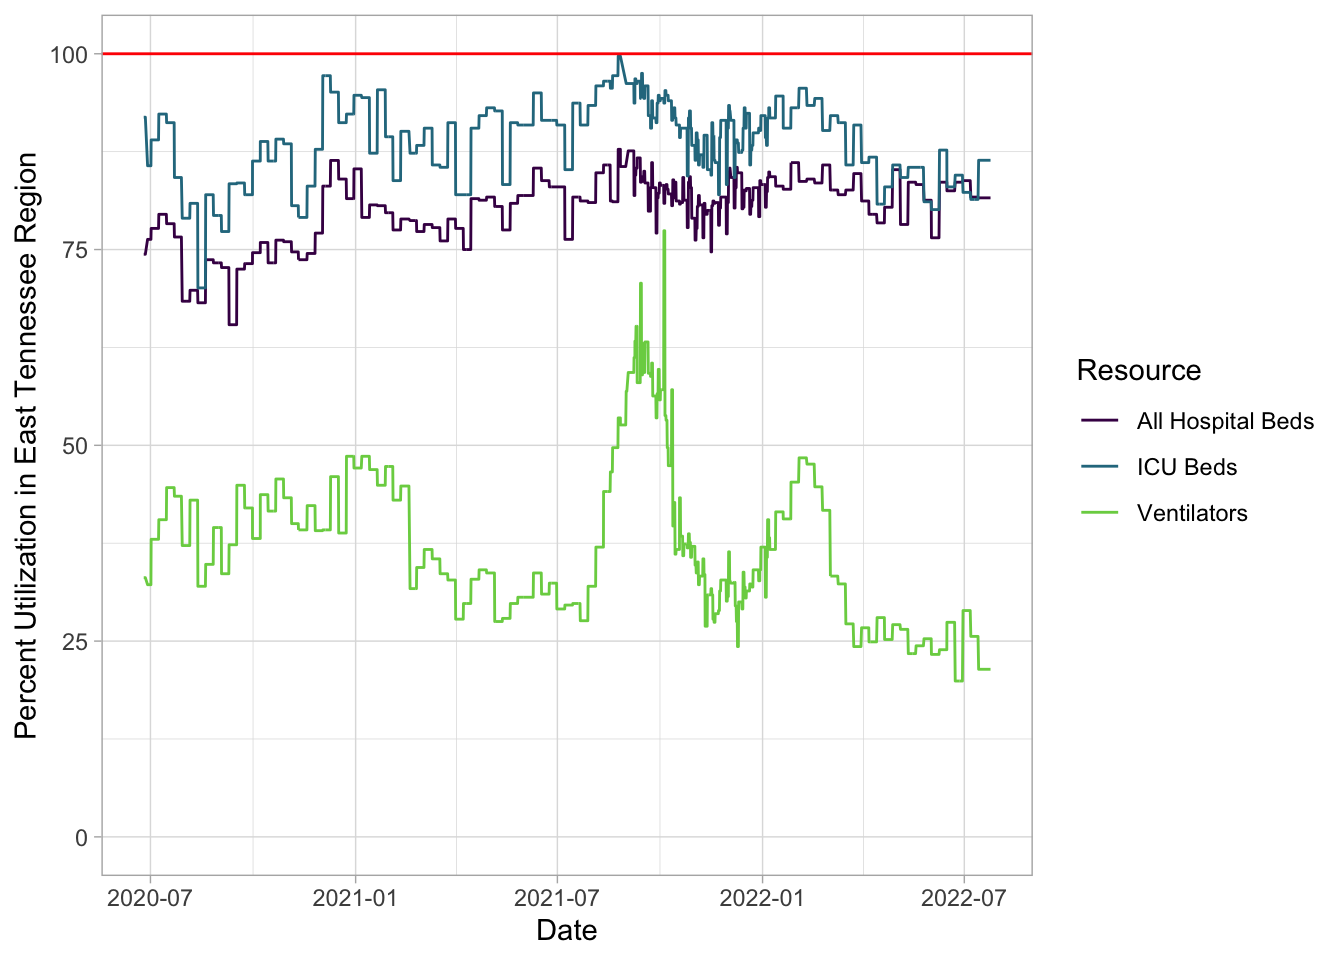 Percent Utilization in East Tennessee Region
100
75
50
25
0
2020-07
2021-01
2021-07
2022-01
2022-07
Date
Resource
All Hospital Beds
ICU Beds
Ventilators